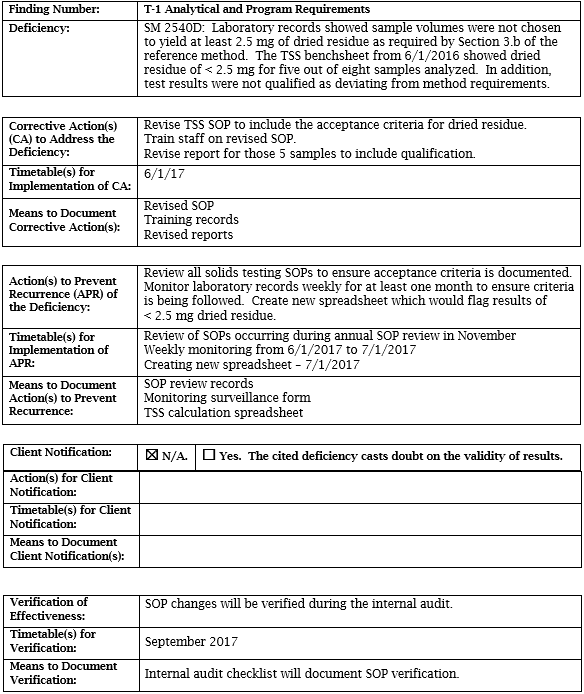 Finding Number: T-1 Analytical and Program Requirements
Deficiency: SM 2540D:  Laboratory records showed sample volumes were not chosen
to yield at least 2.5 mg of dried residue as required by Section 3.b of the
reference method.  The TSS benchsheet from 6/1/2016 showed dried
residue of < 2.5 mg for five out of eight samples analyzed.  In addition,
test results were not qualified as deviating from method requirements.
Corrective Action(s)
(CA) to Address the
Deficiency:
Revise TSS SOP to include the acceptance criteria for dried residue.
Train staff on revised SOP.
Revise report for those 5 samples to include qualification.
Timetable(s) for
Implementation of CA:
6/1/17
Means to Document
Corrective Action(s):
Revised SOP
Training records
Revised reports
Action(s) to Prevent
Recurrence (APR) of
the Deficiency:
Review all solids testing SOPs to ensure acceptance criteria is documented.
Monitor laboratory records weekly for at least one month to ensure criteria
is being followed.  Create new spreadsheet which would flag results of
< 2.5 mg dried residue.
Timetable(s) for
Implementation of
APR:
Review of SOPs occurring during annual SOP review in November
Weekly monitoring from 6/1/2017 to 7/1/2017
Creating new spreadsheet – 7/1/2017
Means to Document
Action(s) to Prevent
Recurrence:
SOP review records
Monitoring surveillance form
TSS calculation spreadsheet
Client Notification: ☒ N/A. ☐ Yes.  The cited deficiency casts doubt on the validity of results.
Action(s) for Client
Notification:
Timetable(s) for Client
Notification:
Means to Document
Client Notification(s):
Verification of
Effectiveness:
SOP changes will be verified during the internal audit.
Timetable(s) for
Verification:
September 2017
Means to Document
Verification:
Internal audit checklist will document SOP verification.